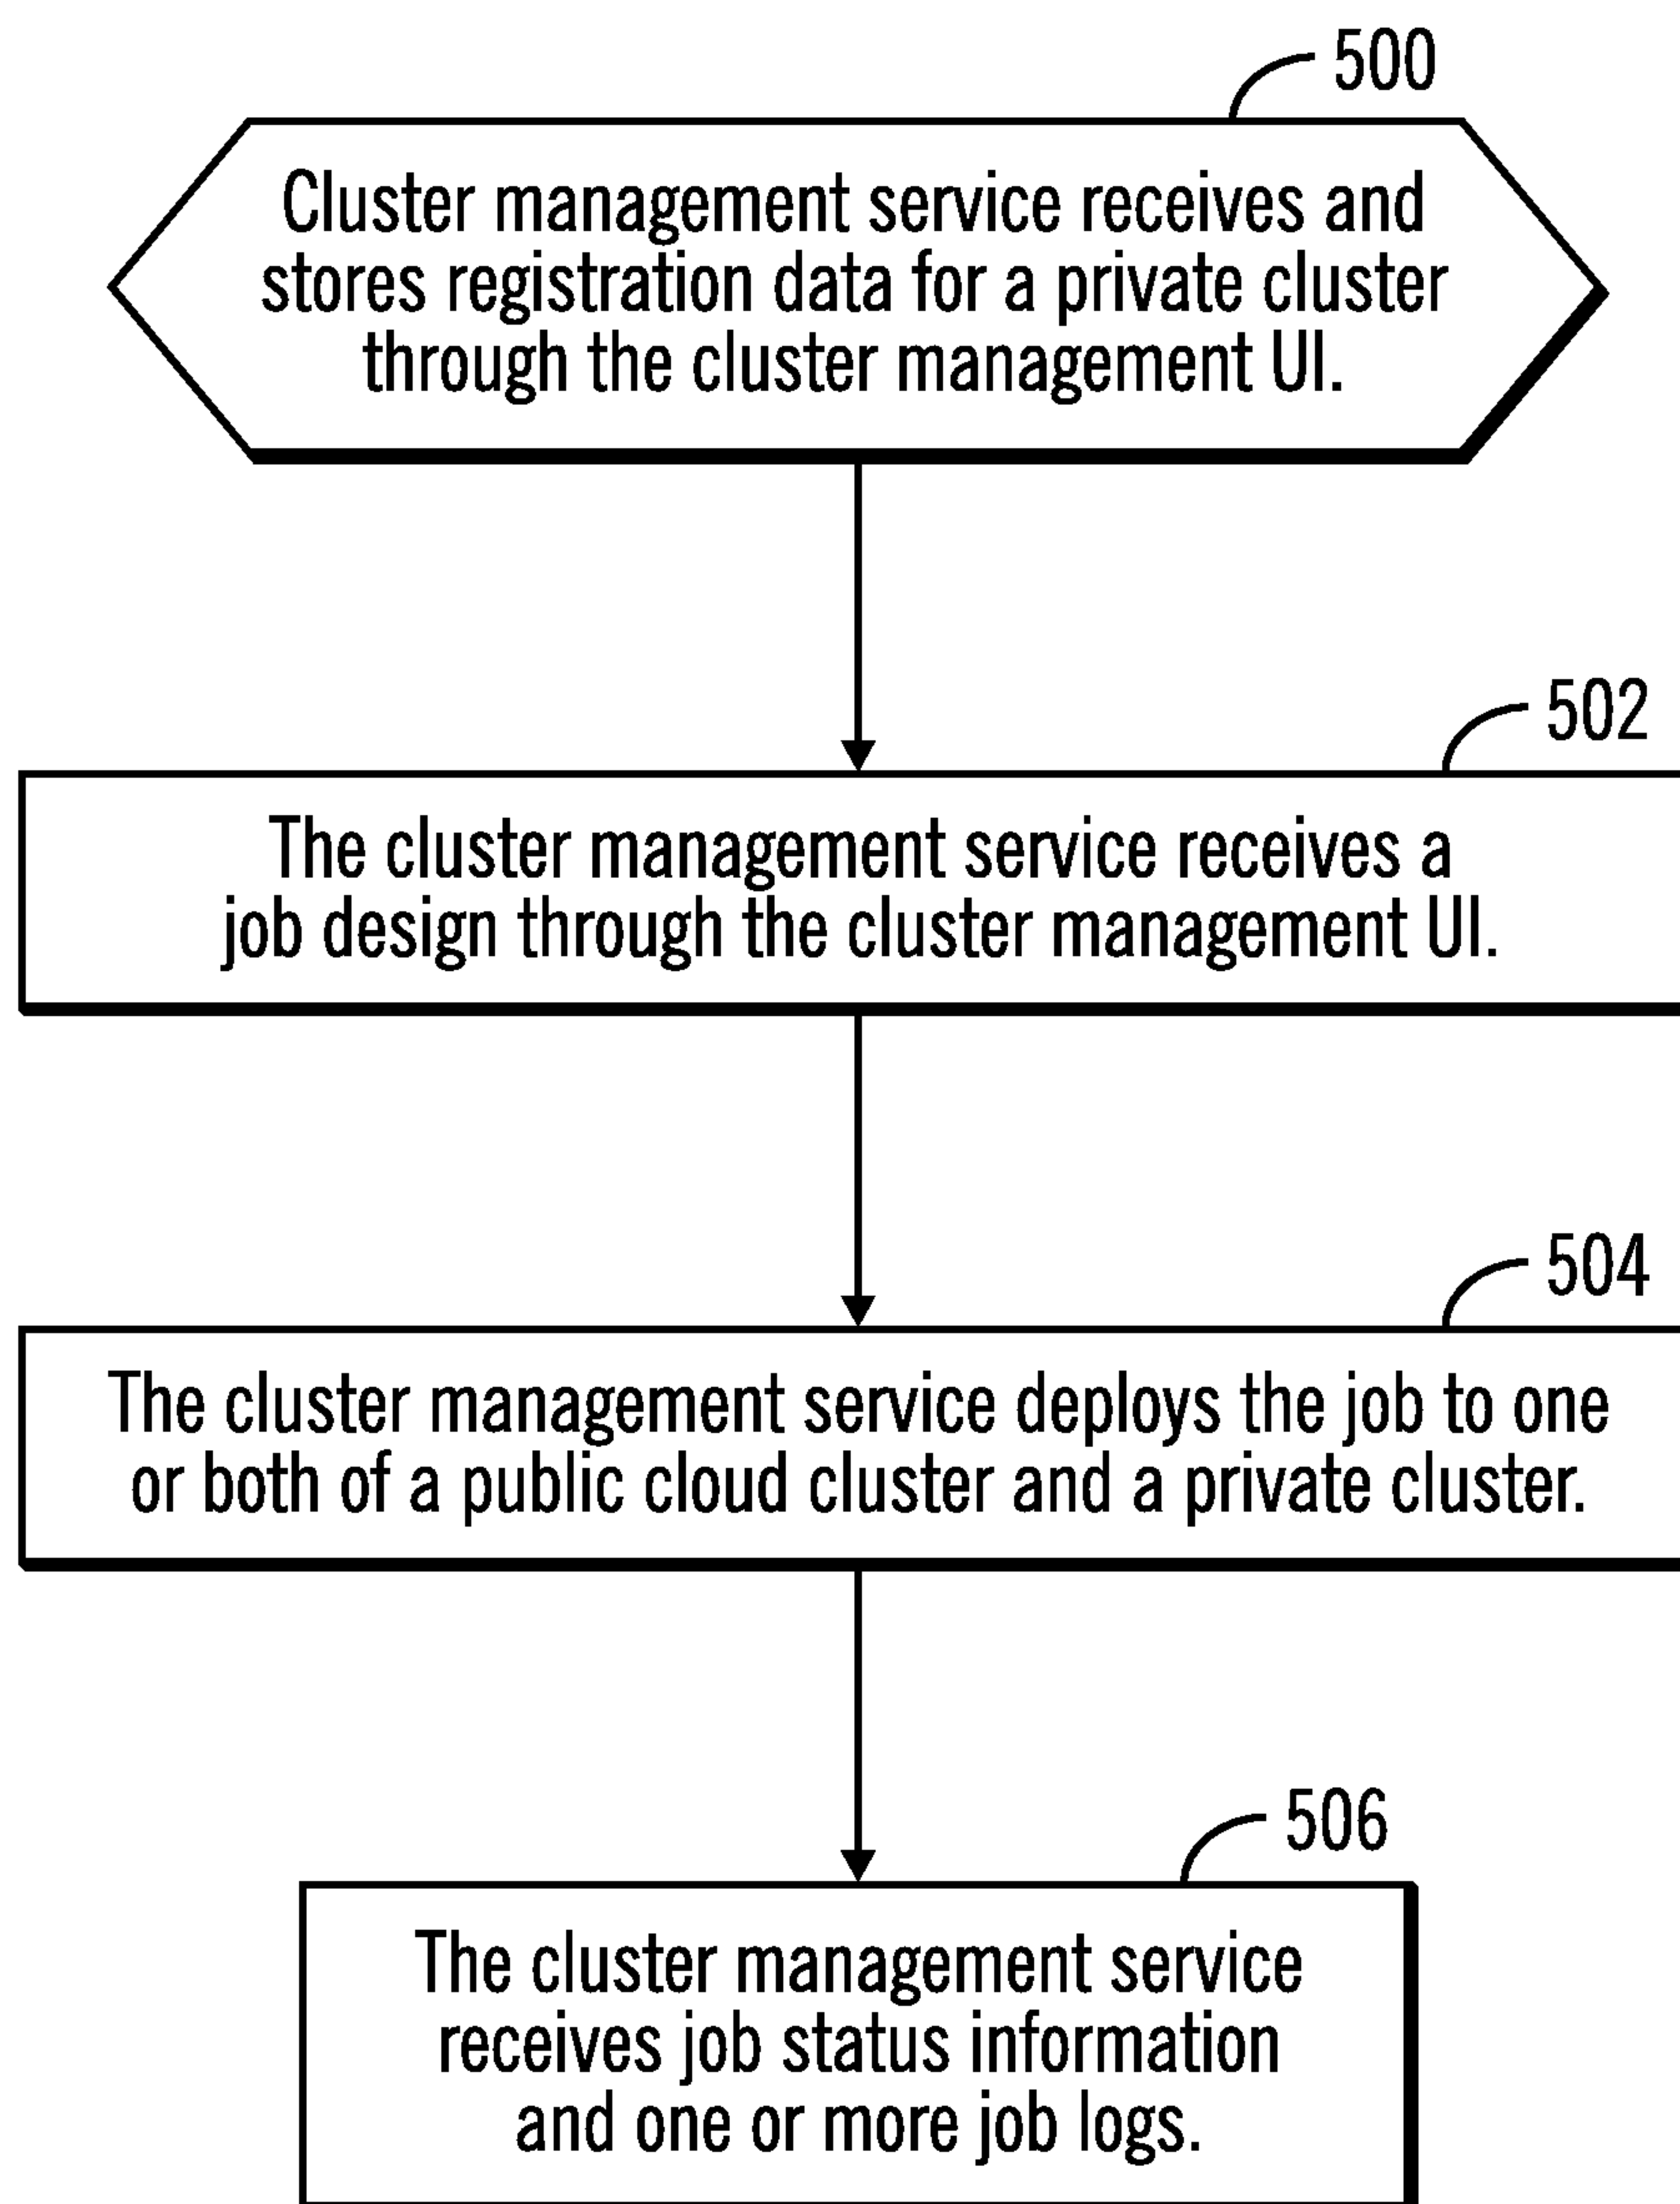 500
Cluster management service receives and
stores registration data for a private cluster
through the cluster management UI.
502
The cluster management service receives a
job design through the cluster management UI.
504
The cluster management service deploys the job to one
or both of a public cloud cluster and a private cluster.
506
The cluster management service
receives job status information
and one or more job logs.